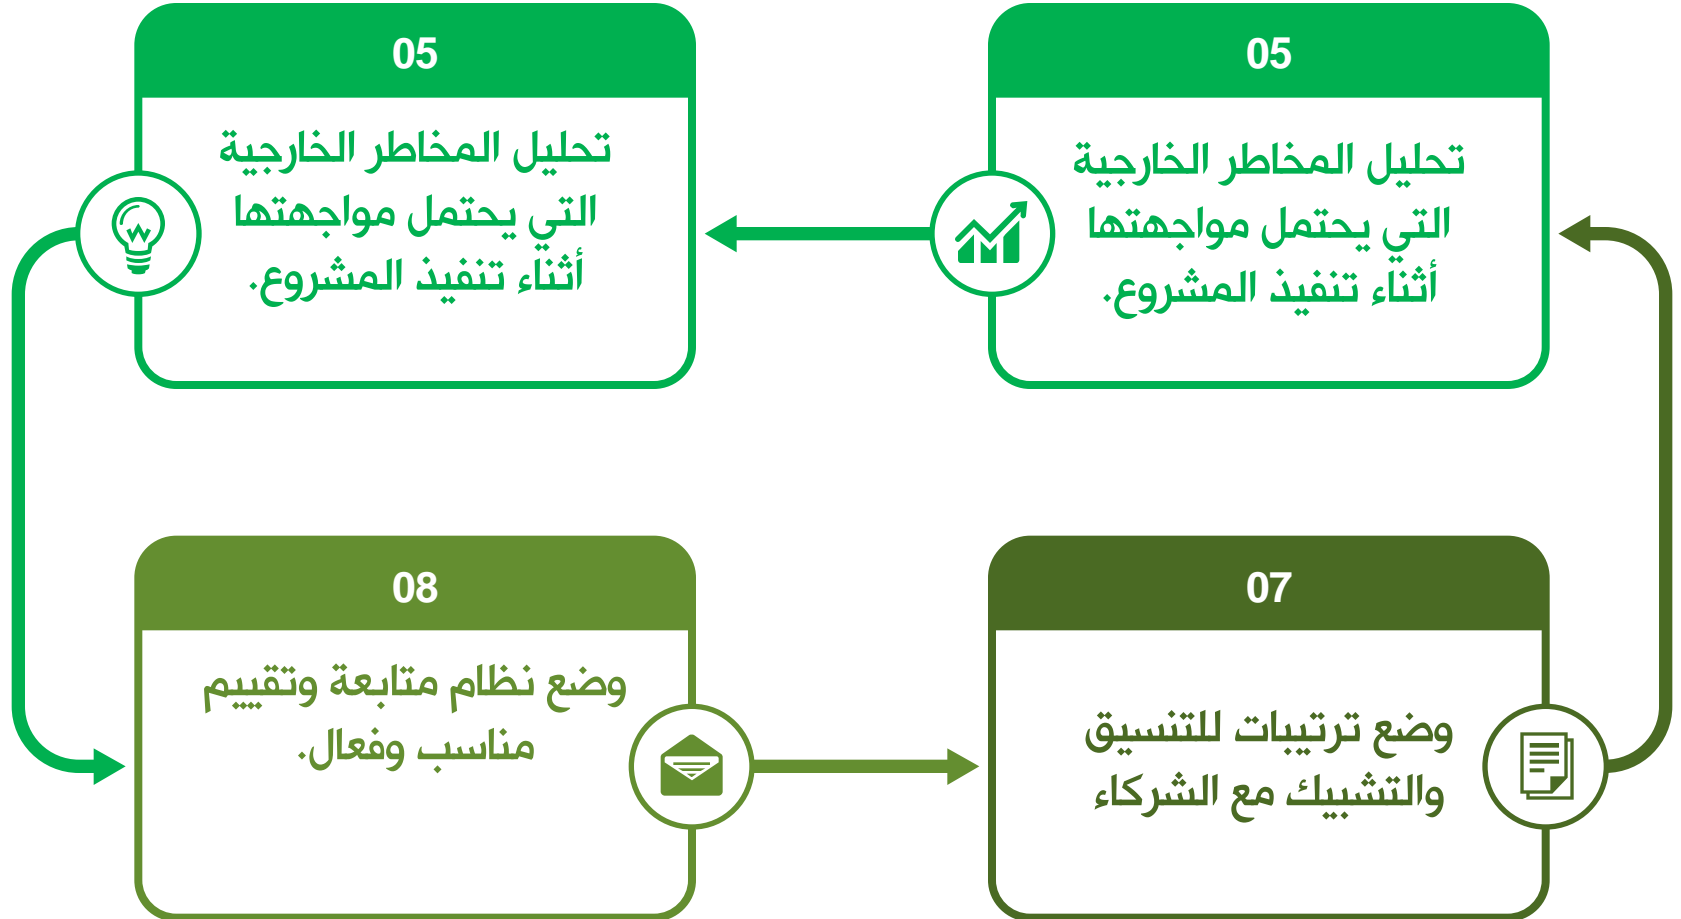 05
تحليل المخاطر الخارجية
التي يحتمل مواجهتها
أثناء تنفيذ المشروع.
05
تحليل المخاطر الخارجية
التي يحتمل مواجهتها
أثناء تنفيذ المشروع.
07
وضع ترتيبات للتنسيق
والتشبيك مع الشركاء
08
وضع نظام متابعة وتقييم
مناسب وفعال.